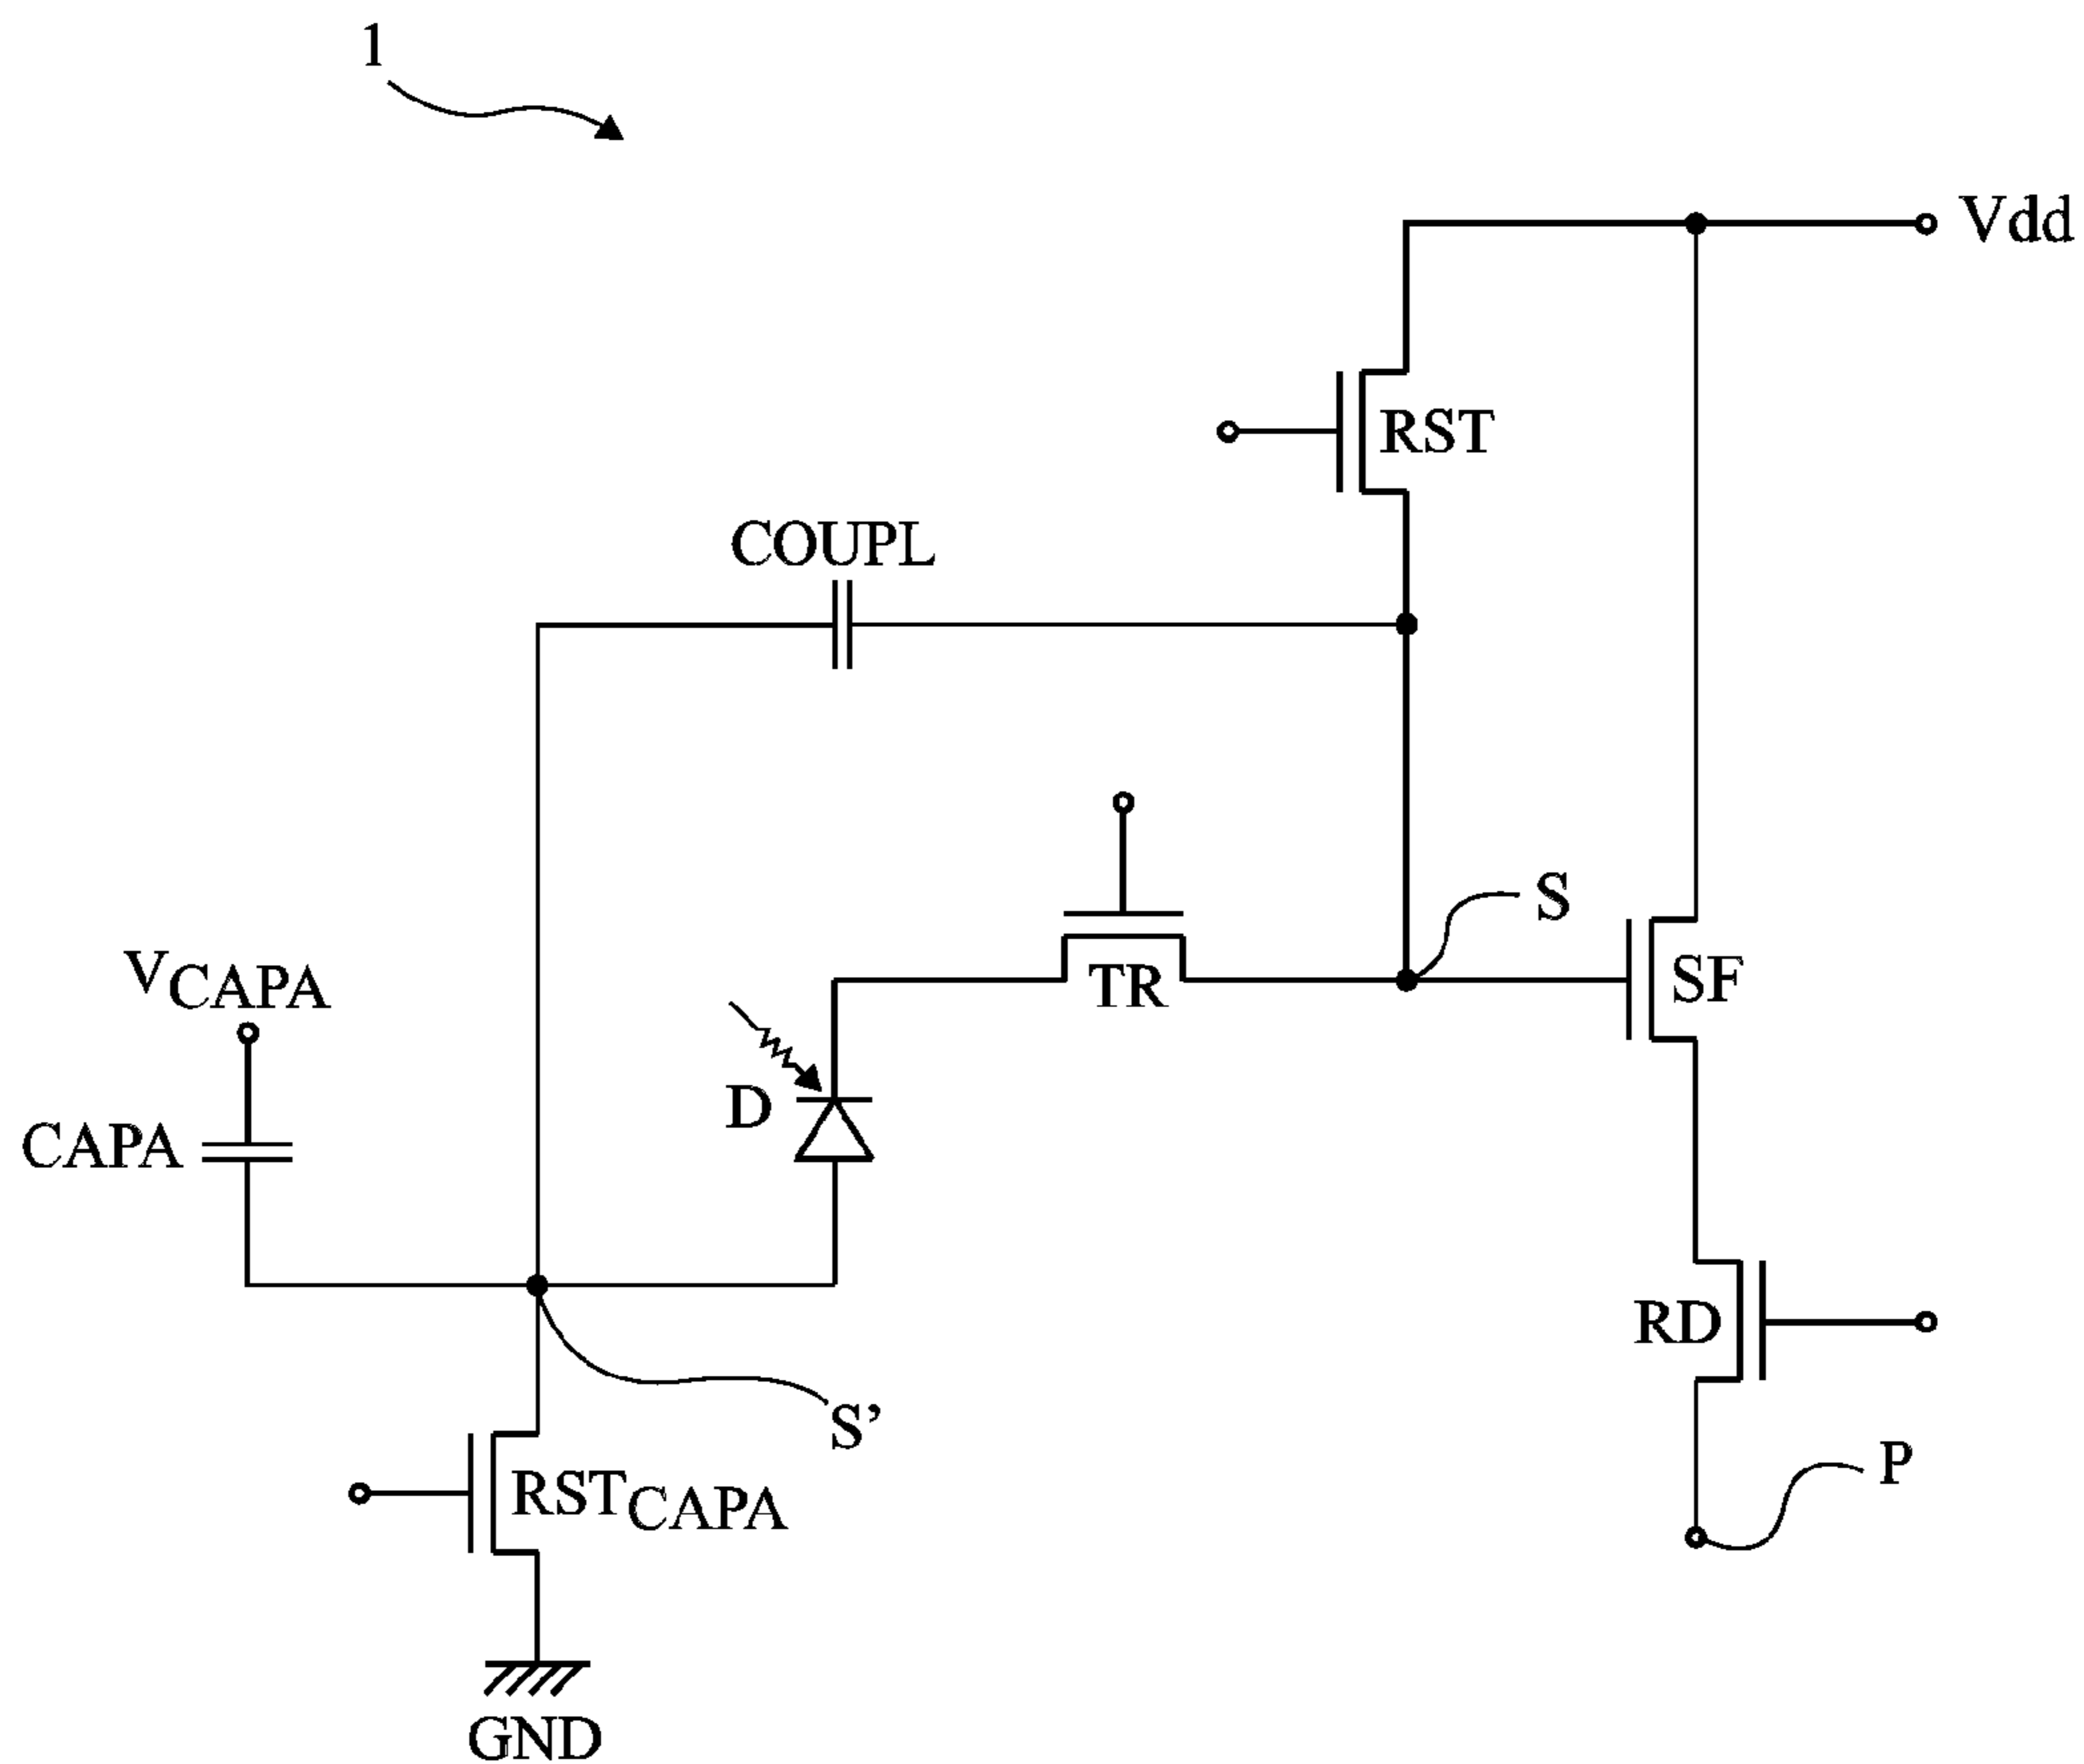 1
Vdd
RST
COUPL
S
VCAPA
TR
SF
D
CAPA
RD
S’
P
RSTCAPA
GND